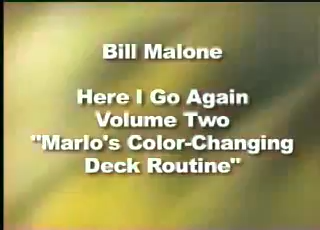 Bill Malone
Here I Go Again
Volume Two
"Marlo's Color-Changing
Deck Routine"